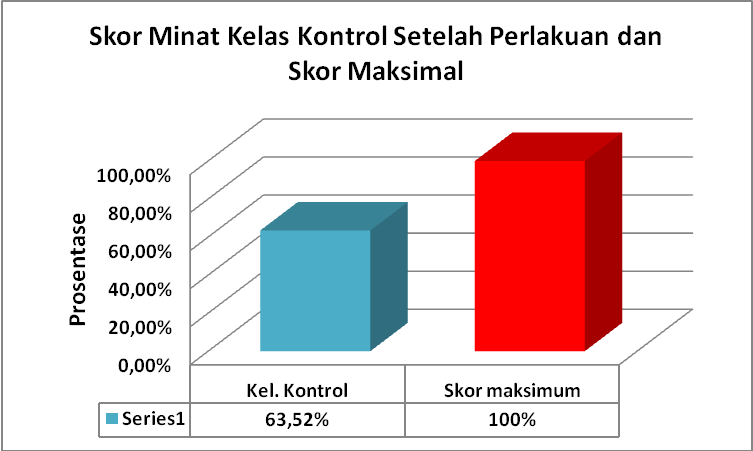 Skor Minat Kelas Kontrol Setelah Perlakuan dan
Skor Maksimal
Prosentase
100,00%
80,00%
60,00%
40,00%
20,00%
0,00%
Kel. Kontrol Skor maksimum
Series1 63,52% 100%